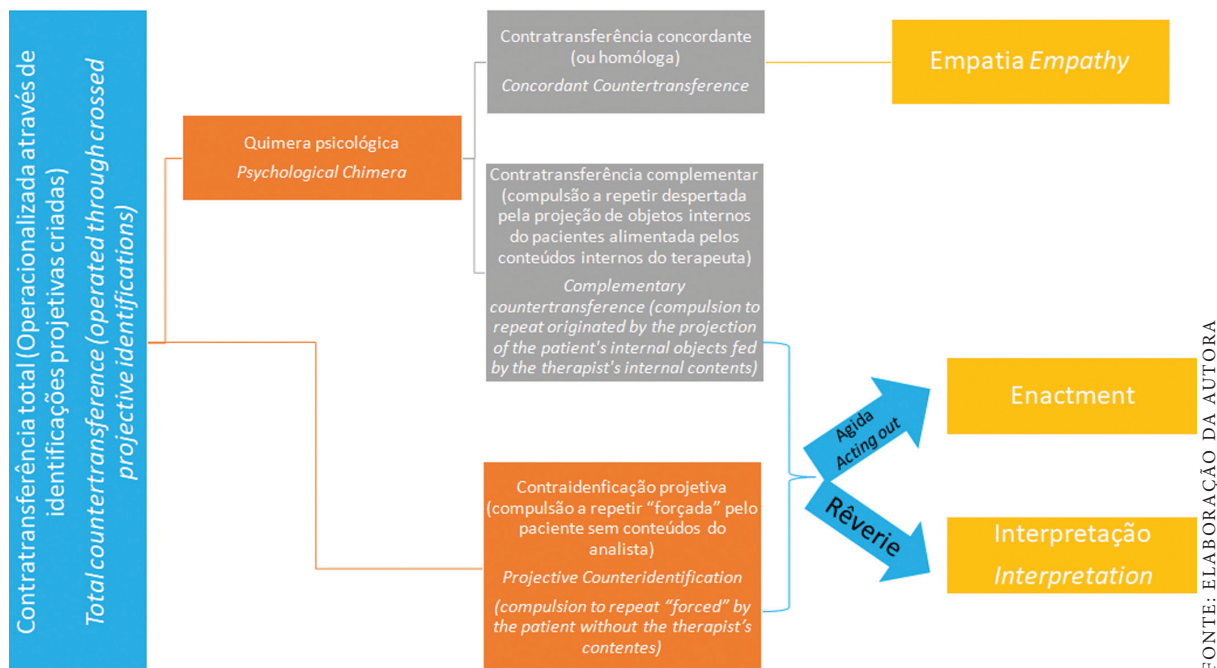 Contratransferência total (Operacionalizada através de
identificações projetivas criadas)
Total countertransference (operated through crossed
projective identifications)
Quimera psicológica
Psychological Chimera
Contratransferência concordante
(ou homóloga)
Concordant Countertransference
Empatia Empathy
Contratransferência complementar
(compulsão a repetir despertada
pela projeção de objetos internos
do pacientes alimentada pelos
conteúdos internos do terapeuta)
Complementary
countertransference (compulsion to
repeat originated by the projection
of the patient's internal objects fed
by the therapist's internal contents)
Contraidenficação projetiva
(compulsão a repetir “forçada” pelo
paciente sem conteúdos do
analista)
Projective Counteridentification
(compulsion to repeat “forced” by
the patient without the therapist’s
contentes)
Agida
Acting out
Rêverie
Enactment
Interpretação
Interpretation
FONTE: ELABORAÇÃO DA AUTORA